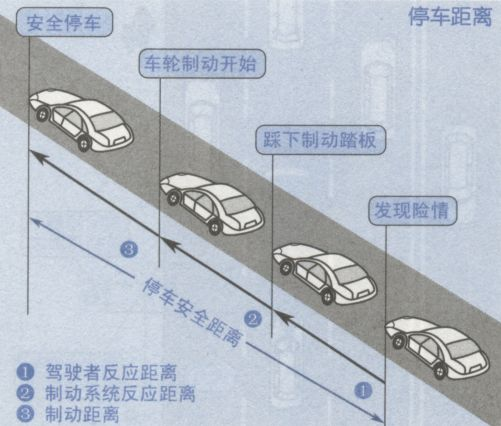 停车距离
安全停车
车轮制动开始
踩下制动踏板
发现险情
③
停车安全距离
②
①
① 驾驶者反应距离
② 制动系统反应距离
③ 制动距离